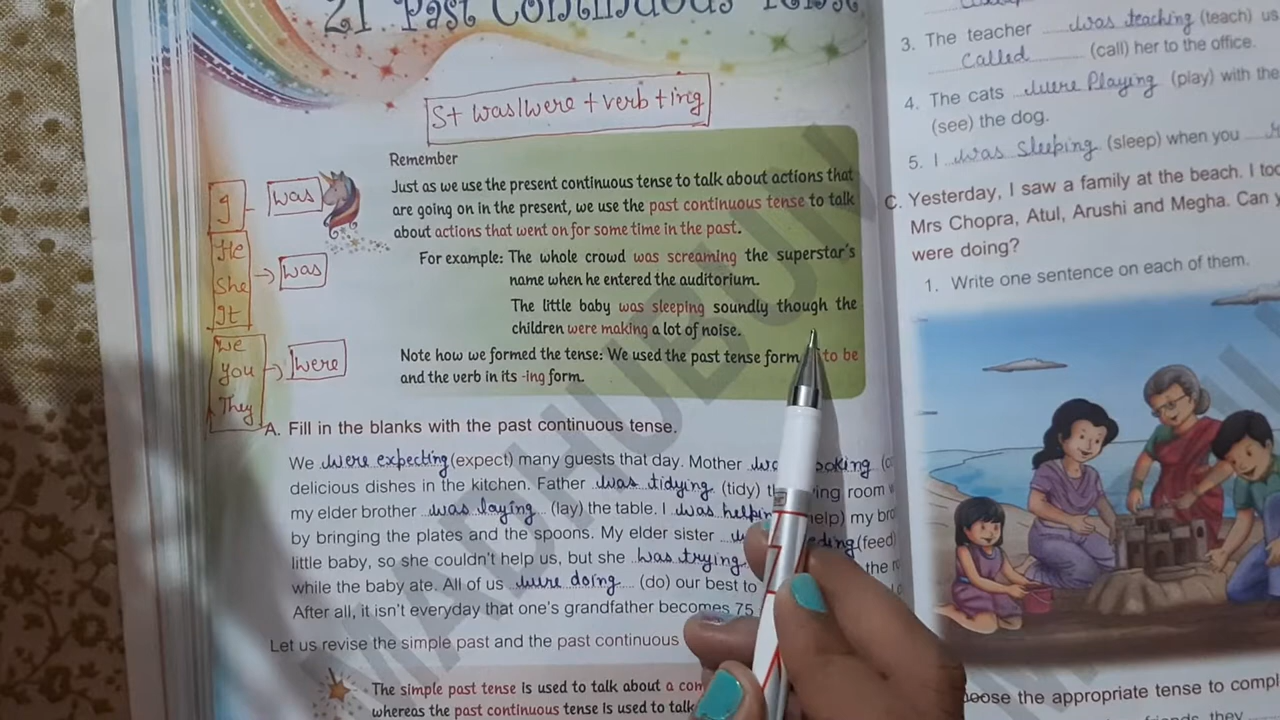 21. Past Continuous Tense
S+ was/were + verb + ing
Remember
Just as we use the present continuous tense to talk about actions that
are going on in the present, we use the past continuous tense to talk
about actions that went on for some time in the past.
For example: The whole crowd was screaming the superstar's
name when he entered the auditorium.
The little baby was sleeping soundly though the
children were making a lot of noise.
Note how we formed the tense: We used the past tense form to be
and the verb in its -ing form.
I
was
He
She
It
was
We
You
They
were
A. Fill in the blanks with the past continuous tense.
We were expecting (expect) many guests that day. Mother
delicious dishes in the kitchen. Father was tidying (tidy) room
my elder brother was laying (lay) the table. I was my
by bringing the plates and the spoons. My elder sister (feed)
little baby, so she couldn't help us, but she was trying
while the baby ate. All of us were doing (do) our best to
After all, it isn't everyday that one's grandfather becomes 75
Let us revise the simple past and the past continuous
The simple past tense is used to talk about a
whereas the past continuous tense is used to talk
3. The teacher was teaching (teach) us
called (call) her to the office.
4. The cats were Playing (play) with the
(see) the dog.
5. I was Sleeping (sleep) when you
C. Yesterday, I saw a family at the beach. I
Mrs Chopra, Atul, Arushi and Megha. Can
were doing?
1. Write one sentence on each of them.
the appropriate tense to
they
MADHUBUN